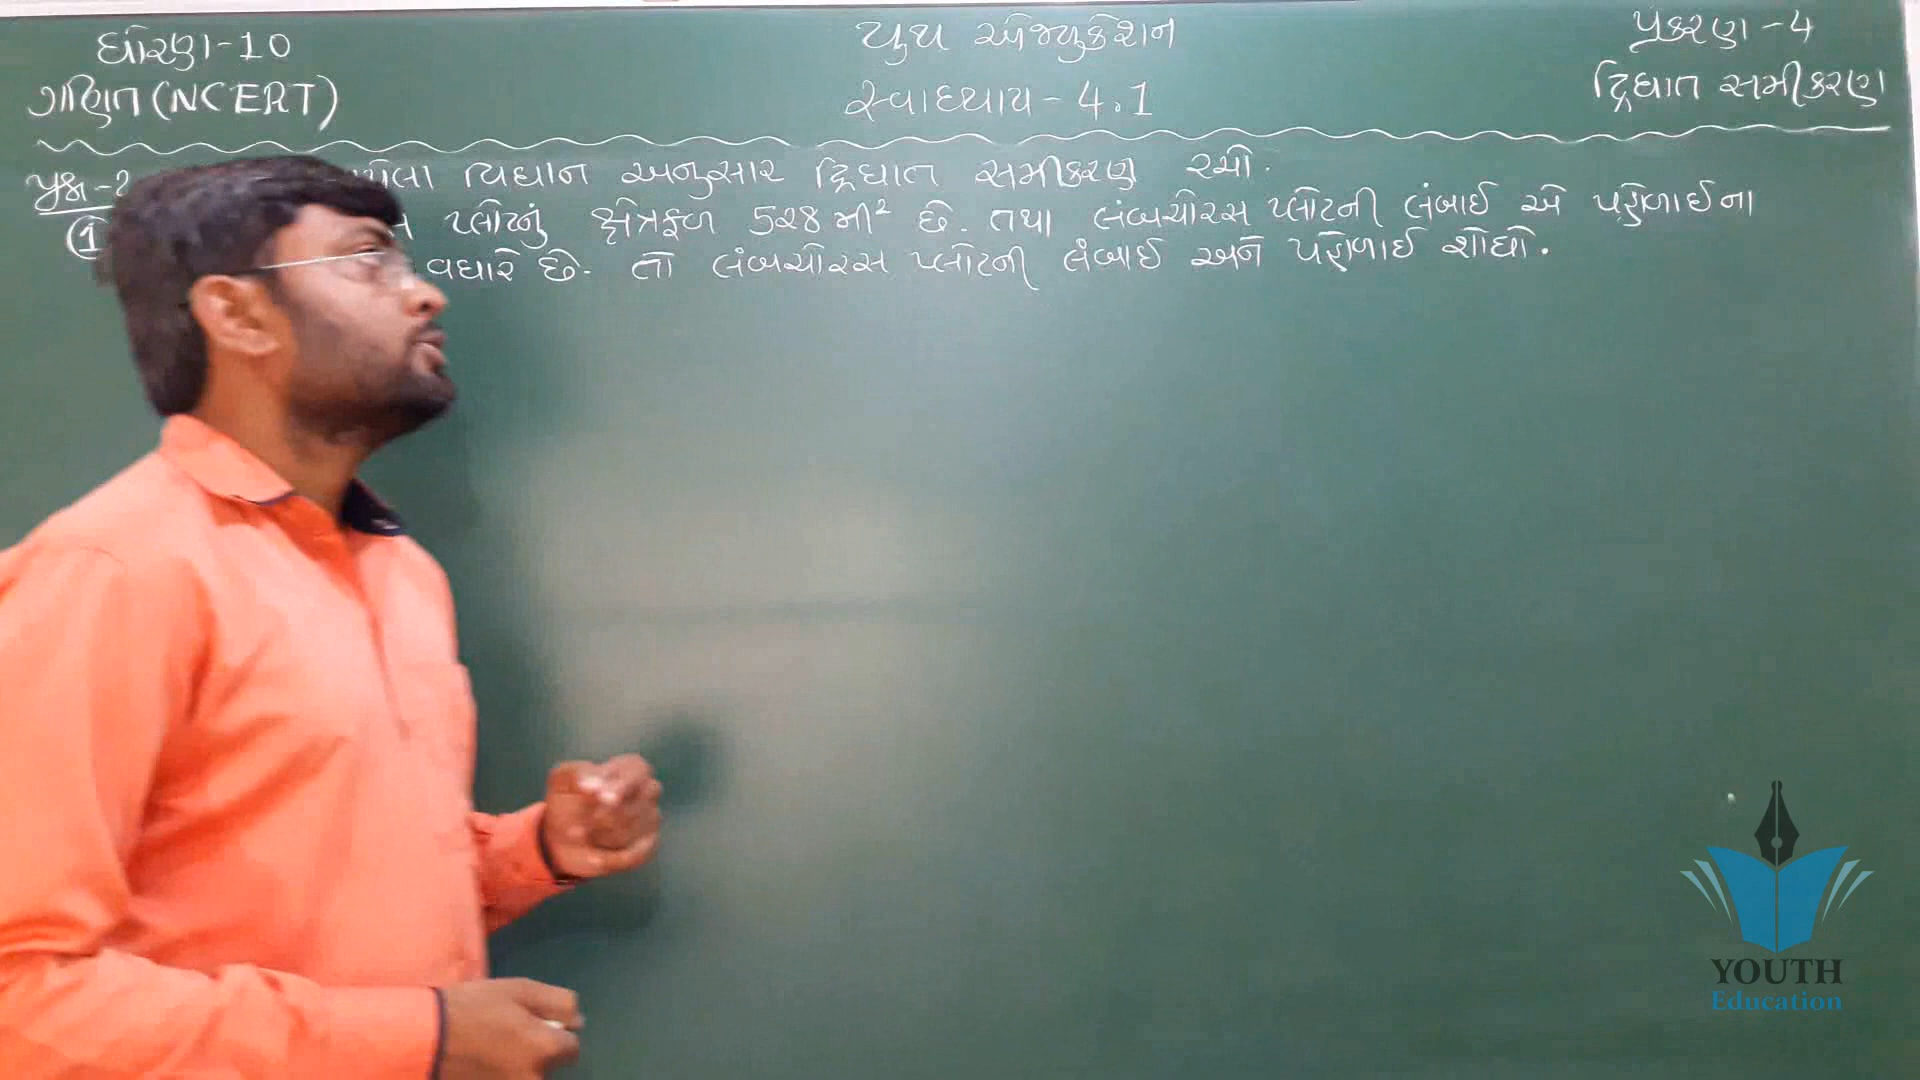 ધોરણ-10
ગણિત (NCERT)
યુથ એજ્યુકેશન
સ્વાધ્યાય - 4.1
પ્રકરણ - 4
દ્વિઘાત સમીકરણ
પ્રશ્ન - 2 વિધાન અનુસાર દ્વિઘાત સમીકરણ રચો.
(1) પ્લોટનું ક્ષેત્રફળ 528 મી² છે. તથા લંબચોરસ પ્લોટની લંબાઈ એ પહોળાઈના
વધારે છે. તો લંબચોરસ પ્લોટની લંબાઈ અને પહોળાઈ શોધો.
YOUTH
Education